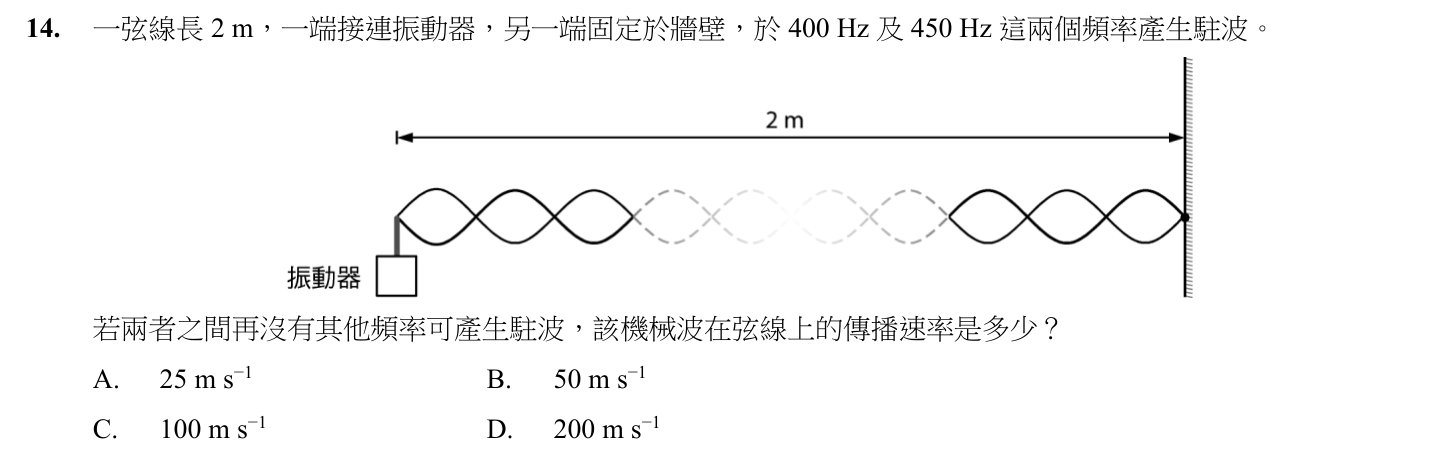 14. 一弦線長 2 m，一端接連振動器，另一端固定於牆壁，於 400 Hz 及 450 Hz 這兩個頻率產生駐波。
2 m
振動器
若兩者之間再沒有其他頻率可產生駐波，該機械波在弦線上的傳播速率是多少？
A. 25 m s⁻¹ B. 50 m s⁻¹
C. 100 m s⁻¹ D. 200 m s⁻¹